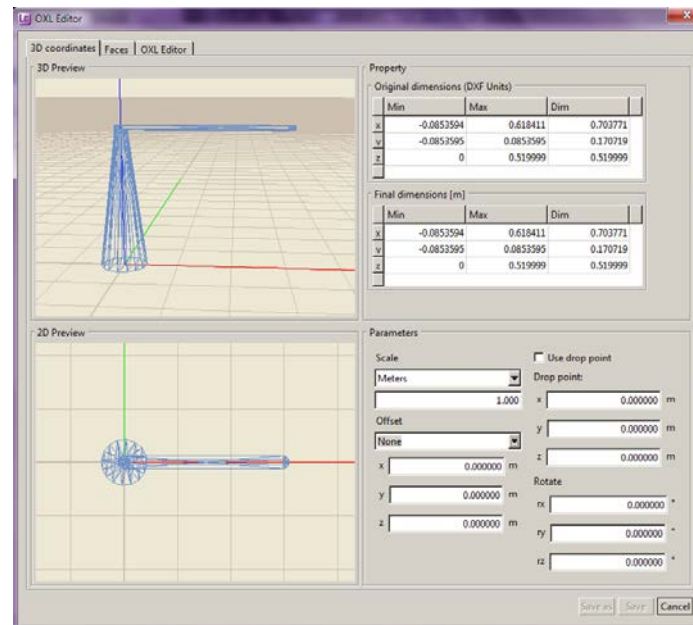 Lc OXL Editor
3D coordinates Faces OXL Editor
3D Preview
Property
Original dimensions (DXF Units)
Min Max Dim
x -0.0853594 0.618411 0.703771
y -0.0853595 0.0853595 0.170719
z 0 0.519999 0.519999
Final dimensions [m]
Min Max Dim
x -0.0853594 0.618411 0.703771
y -0.0853595 0.0853595 0.170719
z 0 0.519999 0.519999
2D Preview
Parameters
Scale
Meters
1.000
Offset
None
x 0.000000 m
y 0.000000 m
z 0.000000 m
Use drop point
Drop point:
x 0.000000 m
y 0.000000 m
z 0.000000 m
Rotate
rx 0.000000 °
ry 0.000000 °
rz 0.000000 °
Save as Save Cancel